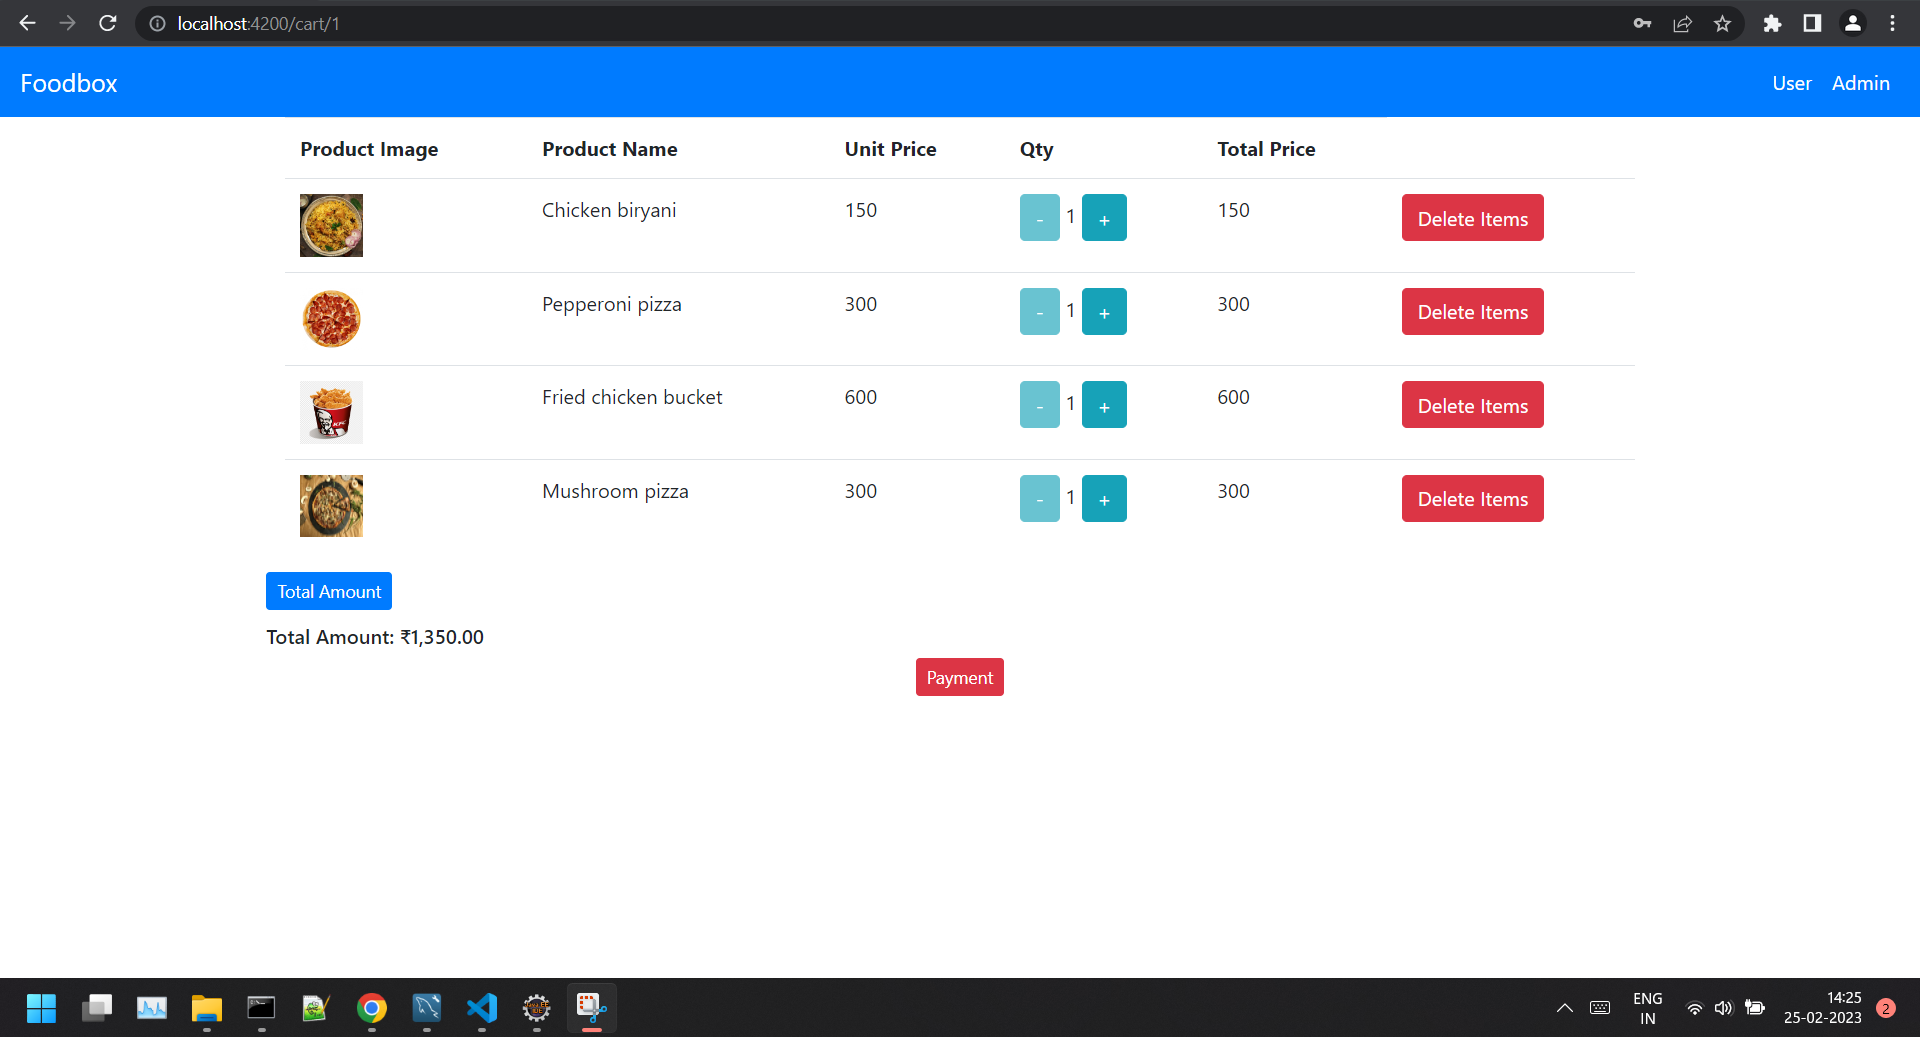 localhost:4200/cart/1
Foodbox User Admin
Product Image Product Name Unit Price Qty Total Price
Chicken biryani 150 - 1 + 150 Delete Items
Pepperoni pizza 300 - 1 + 300 Delete Items
KFC
Fried chicken bucket 600 - 1 + 600 Delete Items
Mushroom pizza 300 - 1 + 300 Delete Items
Total Amount
Total Amount: ₹1,350.00
Payment
ENG
IN
14:25
25-02-2023
2